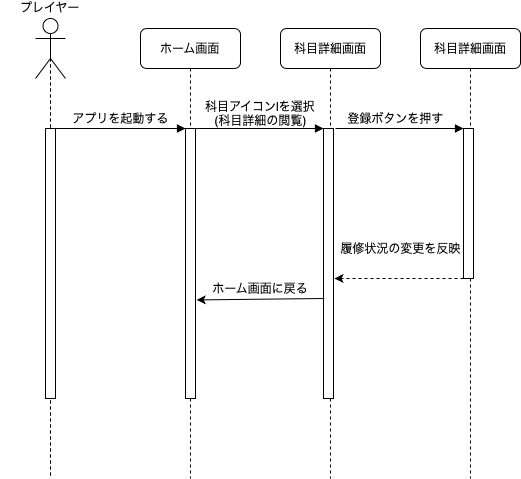 プレイヤー
ホーム画面
科目詳細画面
科目詳細画面
アプリを起動する
科目アイコンIを選択
(科目詳細の閲覧)
登録ボタンを押す
履修状況の変更を反映
ホーム画面に戻る